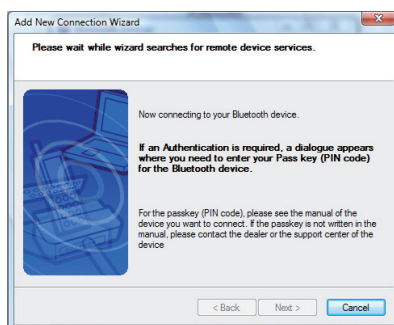 Add New Connection Wizard
Please wait while wizard searches for remote device services.
Now connecting to your Bluetooth device.
If an Authentication is required, a dialogue appears
where you need to enter your Pass key (PIN code)
for the Bluetooth device.
For the passkey (PIN code), please see the manual of the
device you want to connect. If the passkey is not written in the
manual, please contact the dealer or the support center of the
device
< Back Next > Cancel